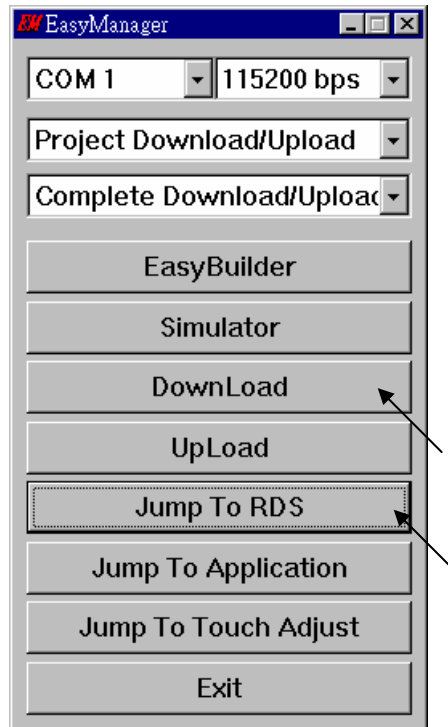 EM EasyManager
COM 1 115200 bps
Project Download/Upload
Complete Download/Upload
EasyBuilder
Simulator
DownLoad
UpLoad
Jump To RDS
Jump To Application
Jump To Touch Adjust
Exit